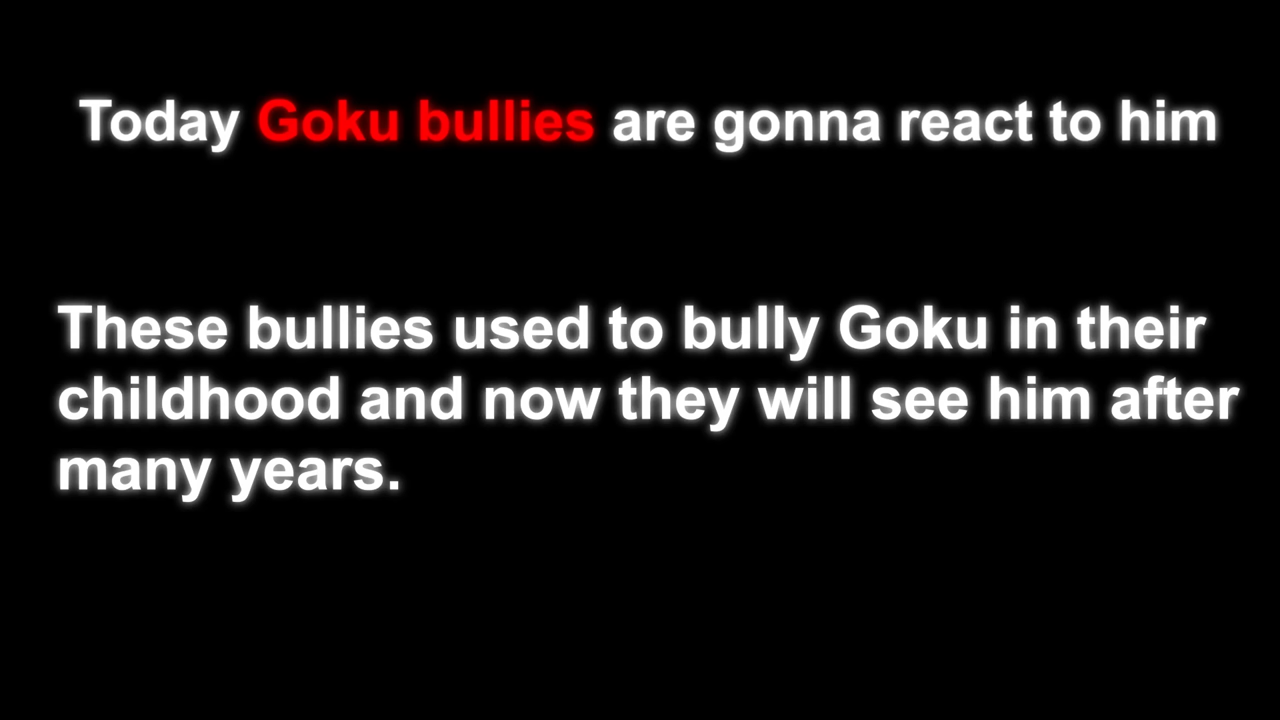 Today Goku bullies are gonna react to him
These bullies used to bully Goku in their
childhood and now they will see him after
many years.